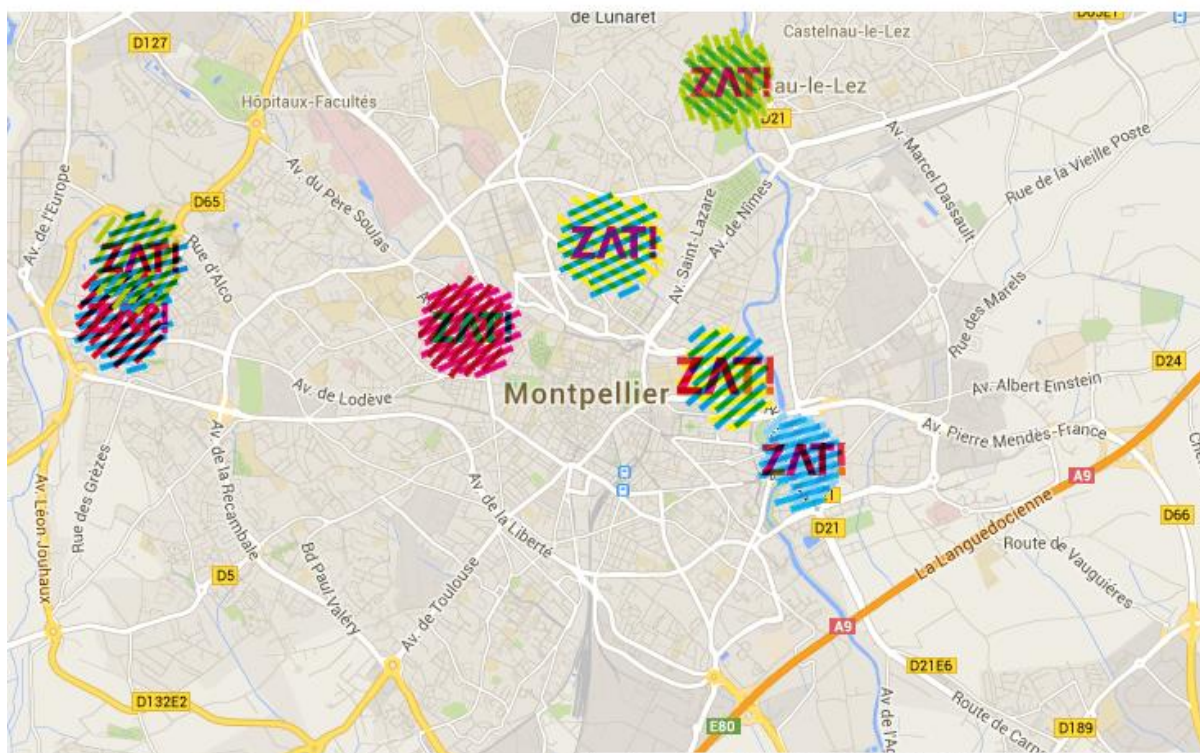 de Lunaret
D65E1
D127
Castelnau-le-Lez
ZAT!
au-le-Lez
Hôpitaux-Facultés
D21
Av. Marcel Dassault
Rue de la Vieille Poste
Av. de l'Europe
Av. du Père Soulas
Av. Saint-Lazare
Av. de Nîmes
D65
ZAT!
ZAT!
Rue d'Alco
Rue des Marels
ZAT!
D24
ZAT!
Montpellier
Av. de Lodève
Av. Albert Einstein
Av. Pierre Mendès-France
Av. de la Recambale
ZAT!
A9
Av. Léon Jouhaux
Rue des Grèzes
Av. de la Liberté
D21
La Languedocienne
D66
Route de Vauguières
D5
Bd Paul Valéry
Av. de Toulouse
A9
D21E6
D132E2
Route de Carn
E80
Av de l'A
D189